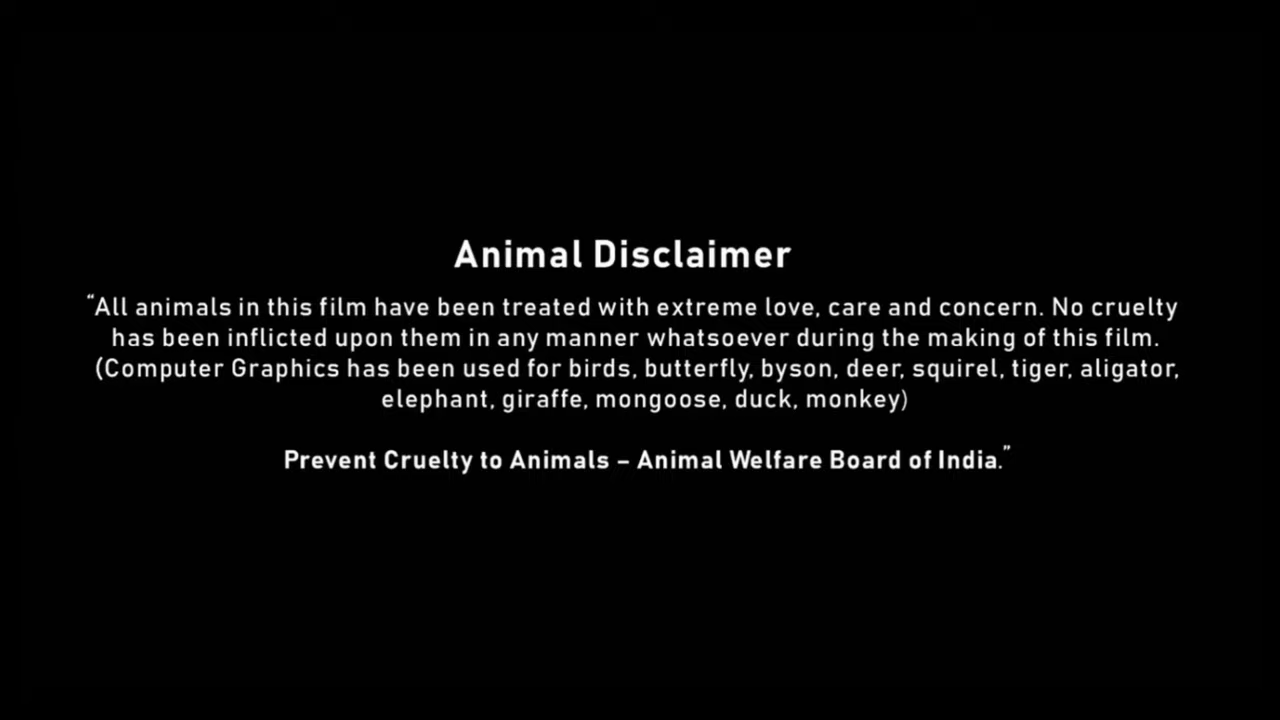 Animal Disclaimer
“All animals in this film have been treated with extreme love, care and concern. No cruelty
has been inflicted upon them in any manner whatsoever during the making of this film.
(Computer Graphics has been used for birds, butterfly, byson, deer, squirel, tiger, aligator,
elephant, giraffe, mongoose, duck, monkey)
Prevent Cruelty to Animals – Animal Welfare Board of India.”